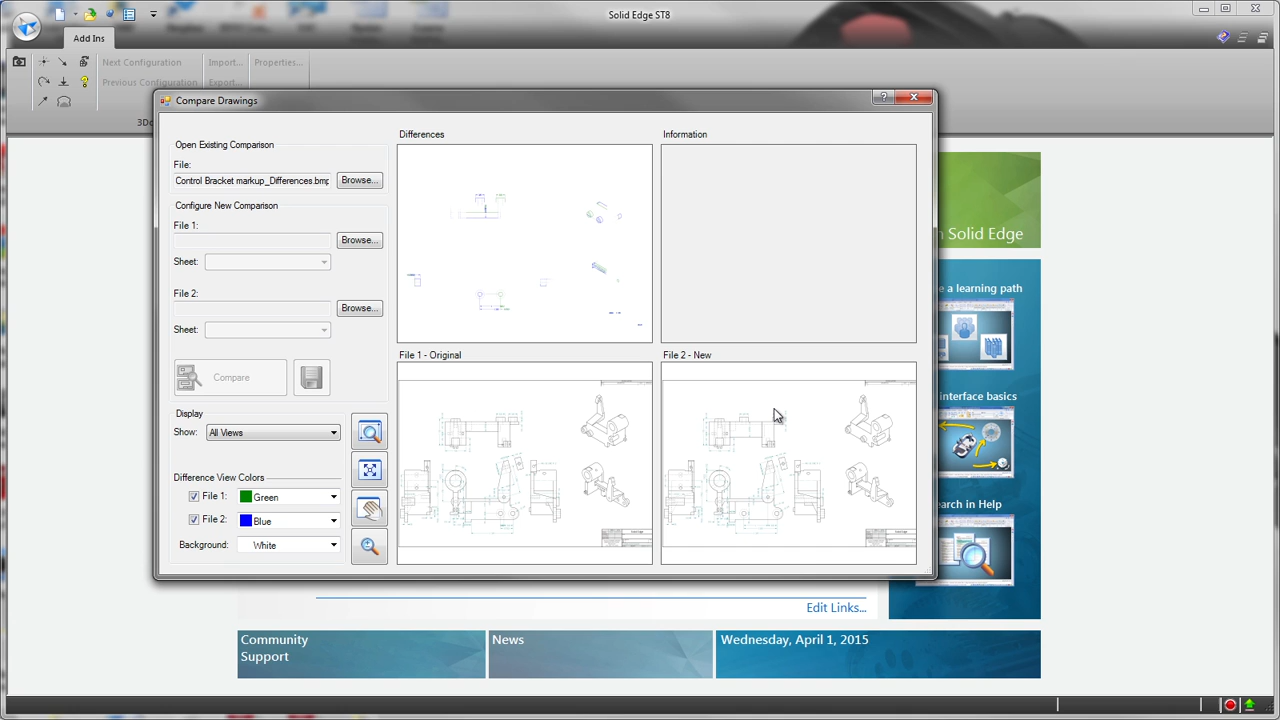 Solid Edge ST8
Add Ins
Next Configuration
Import...
Properties...
Previous Configuration
Export...
3D
Compare Drawings
Open Existing Comparison
File:
Control Bracket markup_Differences.bmp
Browse...
Configure New Comparison
File 1:
Browse...
Sheet:
File 2:
Browse...
Sheet:
Compare
Display
Show:
All Views
Difference View Colors
File 1:
Green
File 2:
Blue
Background:
White
Differences
Information
File 1 - Original
File 2 - New
n Solid Edge
e a learning path
interface basics
earch in Help
Edit Links...
Community
Support
News
Wednesday, April 1, 2015